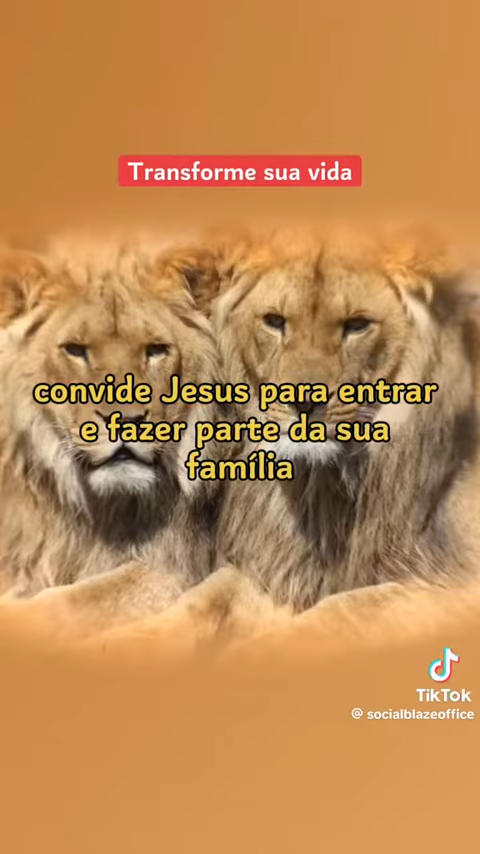 Transforme sua vida
convide Jesus para entrar
e fazer parte da sua
família
TikTok
@ socialblazeoffice